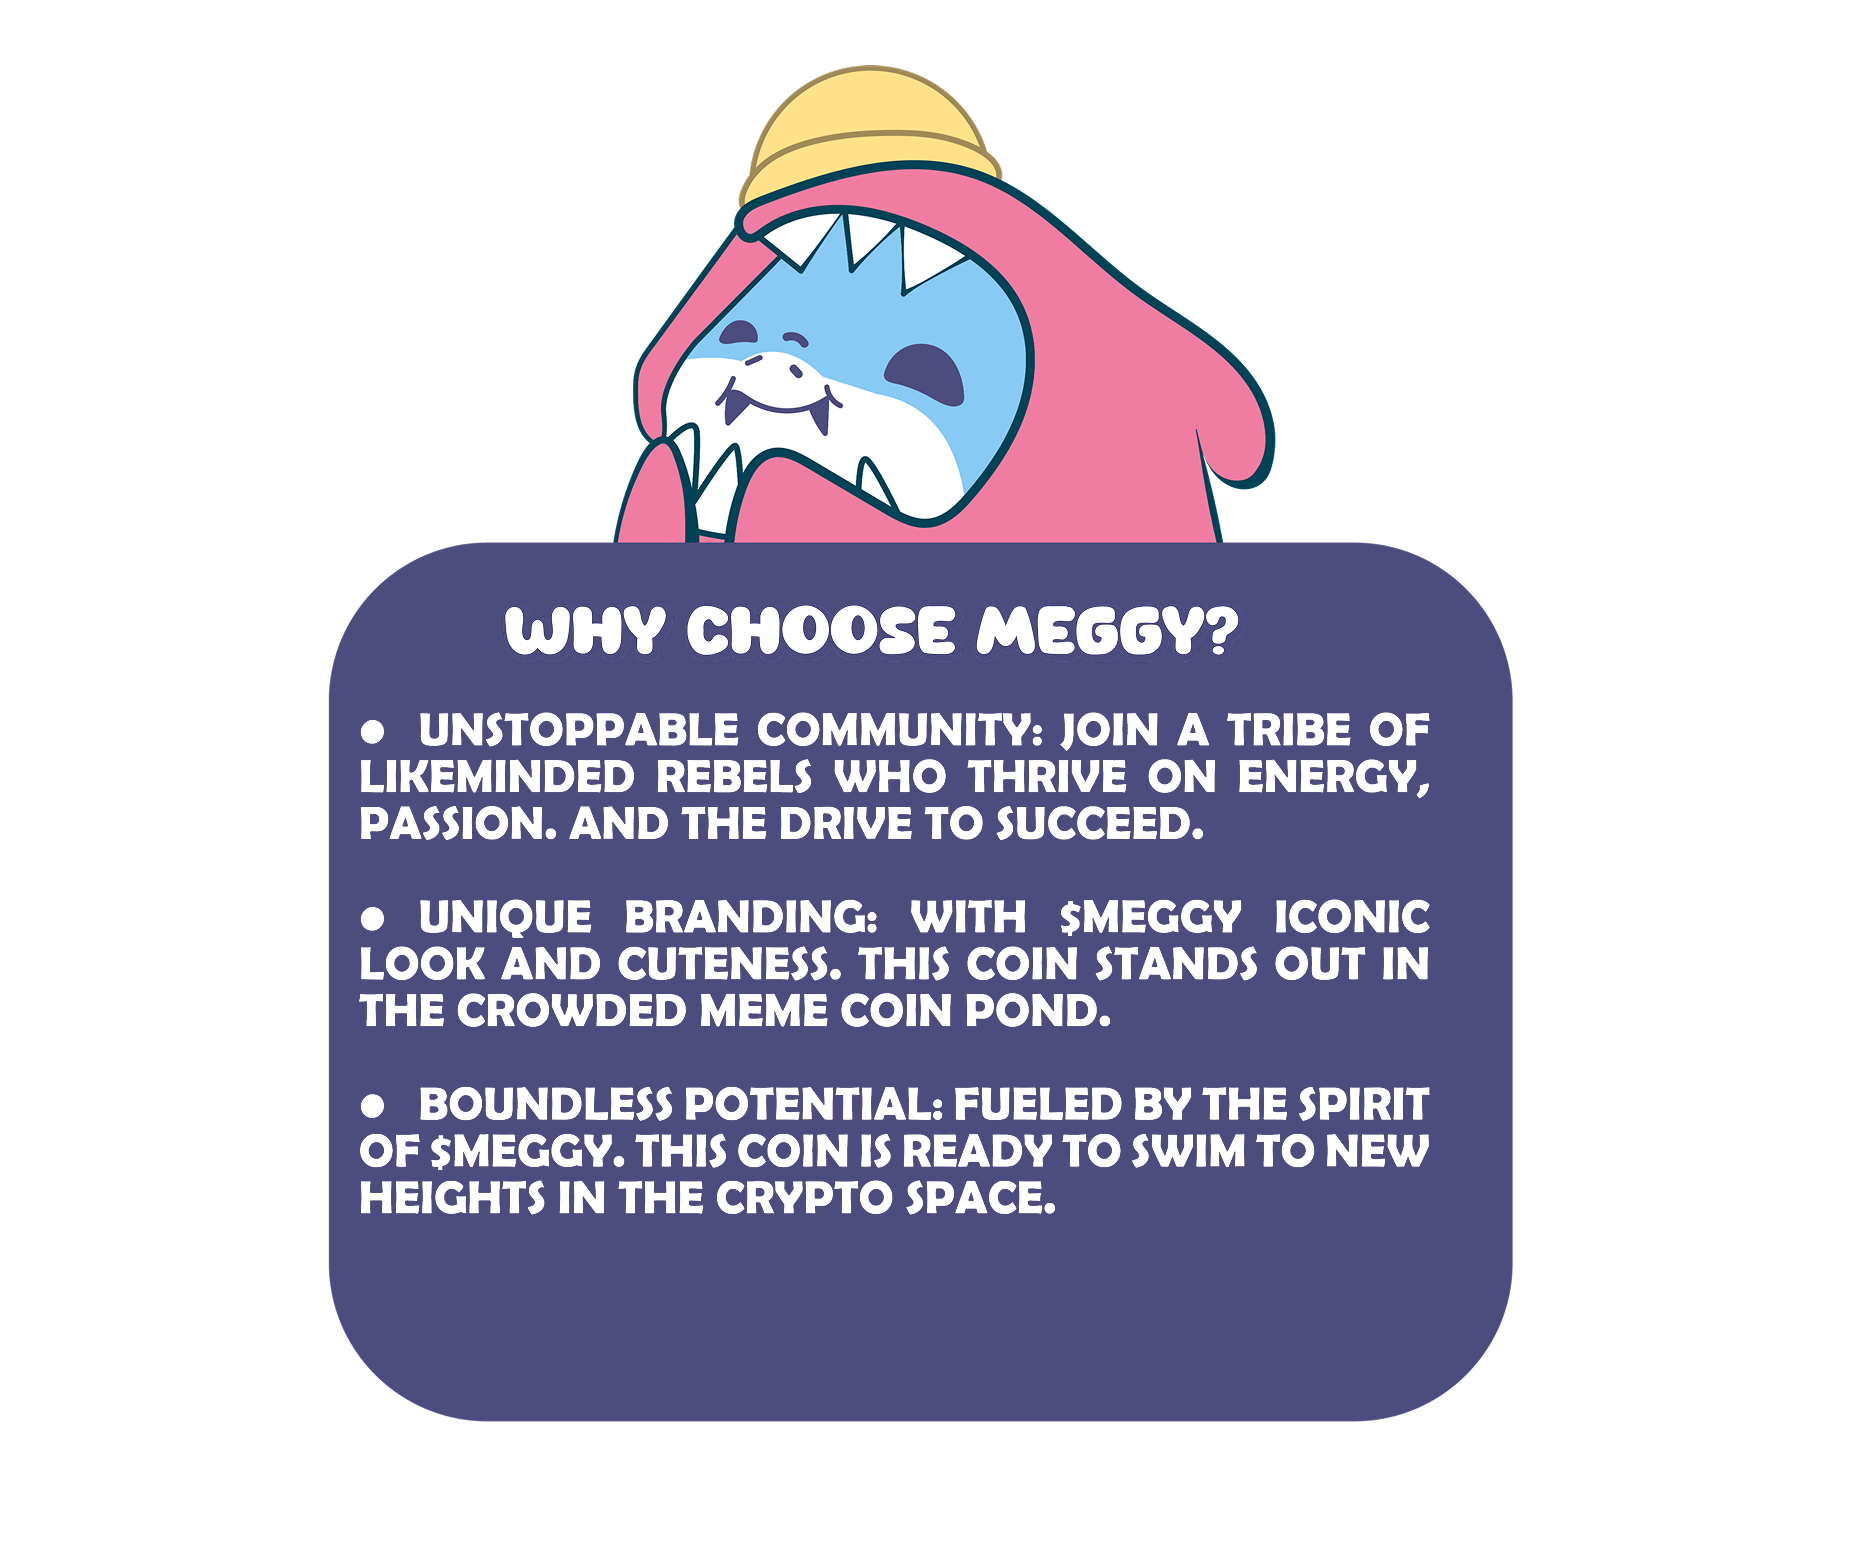 WHY CHOOSE MEGGY?
● UNSTOPPABLE COMMUNITY: JOIN A TRIBE OF
LIKEMINDED REBELS WHO THRIVE ON ENERGY,
PASSION. AND THE DRIVE TO SUCCEED.
● UNIQUE BRANDING: WITH $MEGGY ICONIC
LOOK AND CUTENESS. THIS COIN STANDS OUT IN
THE CROWDED MEME COIN POND.
● BOUNDLESS POTENTIAL: FUELED BY THE SPIRIT
OF $MEGGY. THIS COIN IS READY TO SWIM TO NEW
HEIGHTS IN THE CRYPTO SPACE.